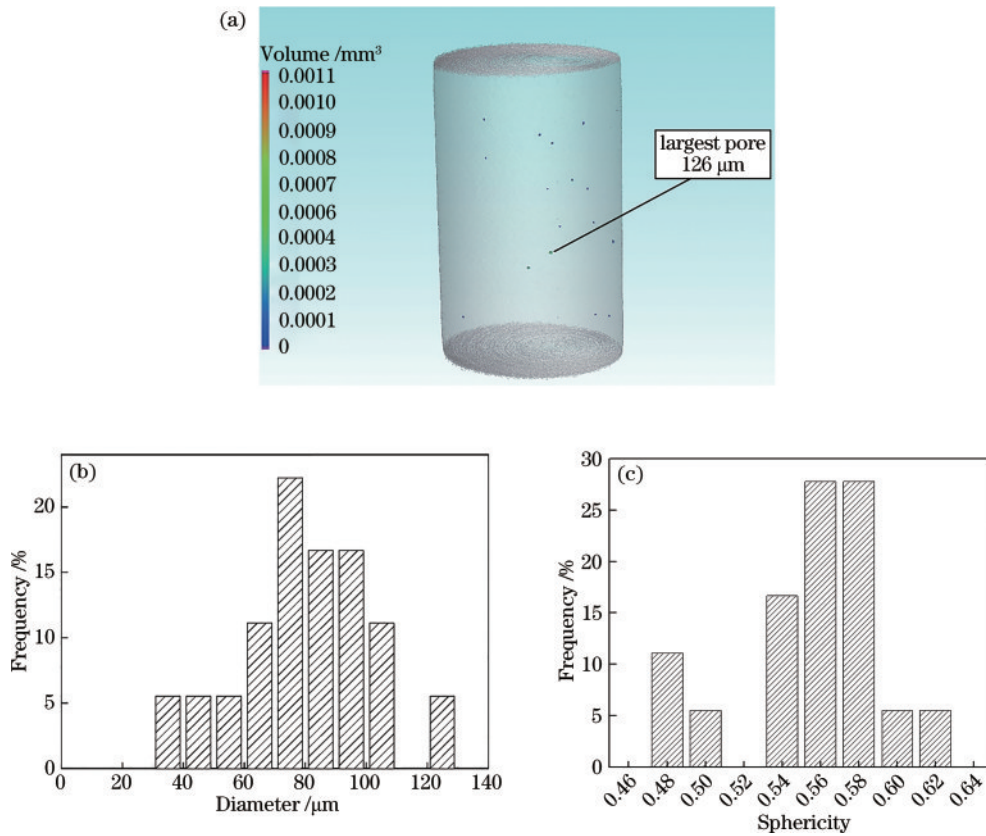 (a)
Volume /mm³
0.0011
0.0010
0.0009
0.0008
0.0007
0.0006
0.0004
0.0003
0.0002
0.0001
0
largest pore
126 μm
(b)
Frequency /%
20
15
10
5
0
0 20 40 60 80 100 120 140
Diameter /μm
(c)
Frequency /%
30
25
20
15
10
5
0
0.46 0.48 0.50 0.52 0.54 0.56 0.58 0.60 0.62 0.64
Sphericity